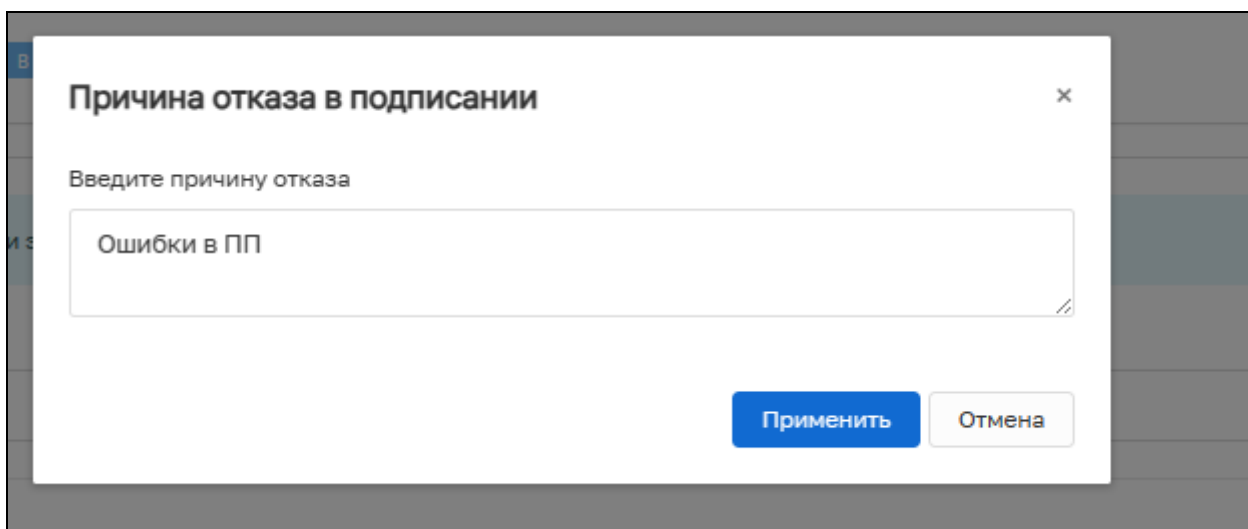 В
Причина отказа в подписании
×
Введите причину отказа
и з
Ошибки в ПП
Применить Отмена